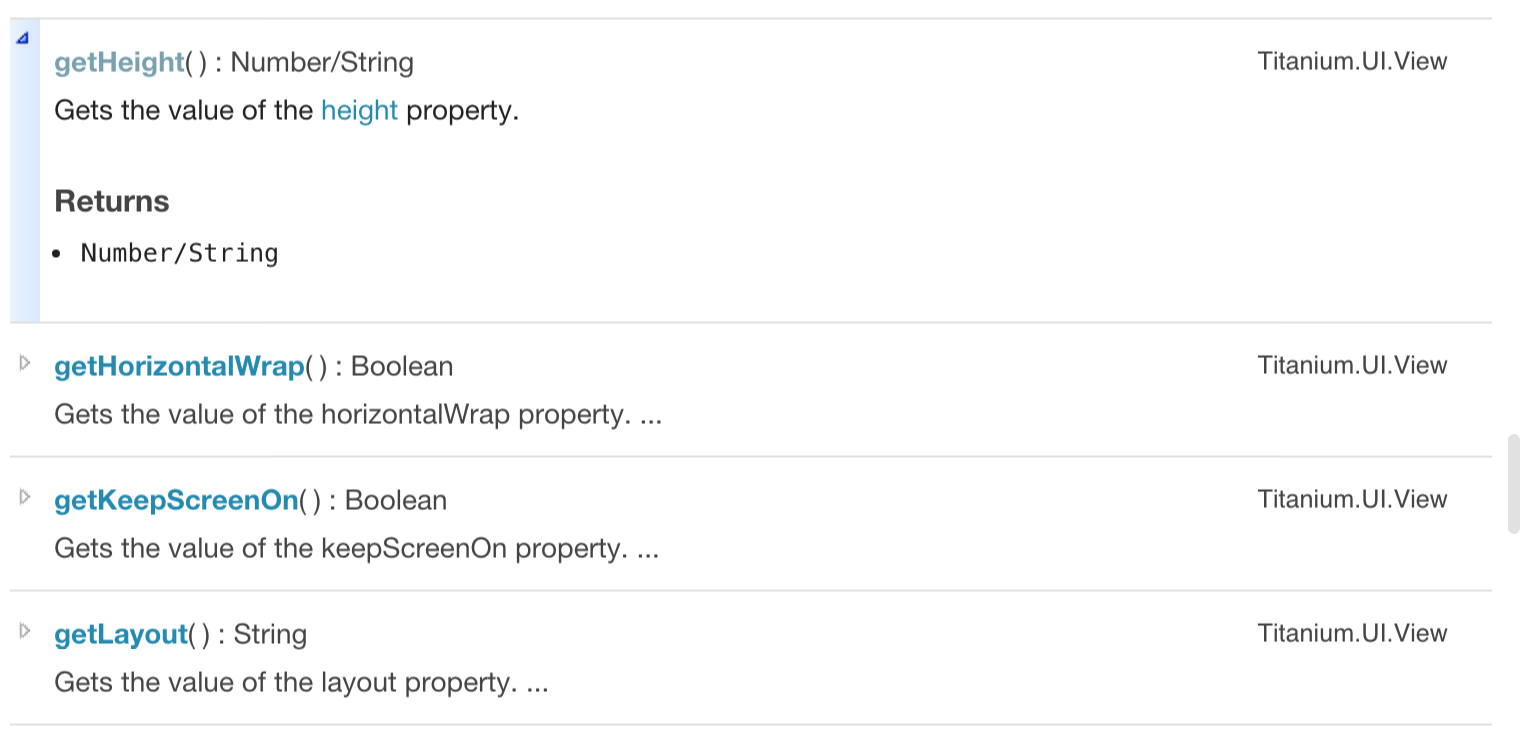 getHeight( ) : Number/String Titanium.UI.View
Gets the value of the height property.
Returns
• Number/String
getHorizontalWrap( ) : Boolean Titanium.UI.View
Gets the value of the horizontalWrap property. ...
getKeepScreenOn( ) : Boolean Titanium.UI.View
Gets the value of the keepScreenOn property. ...
getLayout( ) : String Titanium.UI.View
Gets the value of the layout property. ...